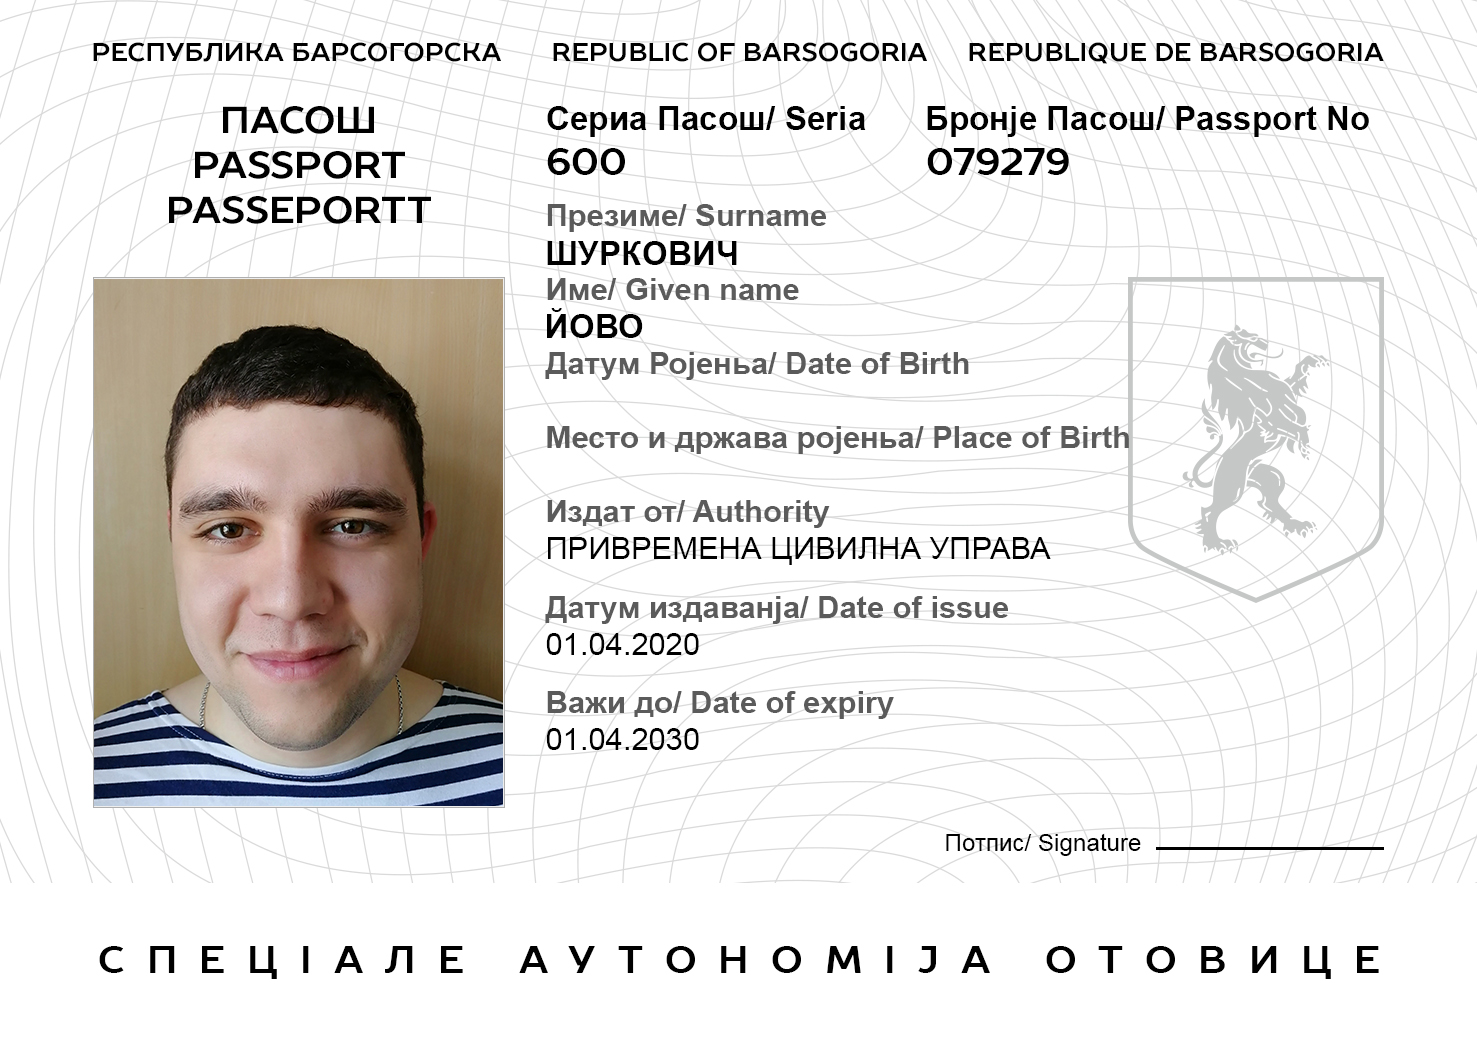 РЕСПУБЛИКА БАРСОГОРСКА REPUBLIC OF BARSOGORIA REPUBLIQUE DE BARSOGORIA
ПАСОШ
PASSPORT
PASSEPORTT
Сериа Пасош/ Seria
600
Бронје Пасош/ Passport No
079279
Презиме/ Surname
ШУРКОВИЧ
Име/ Given name
ЙОВО
ДатумРојења/ Date of Birth
Место и држава ројења/ Place of Birth
Издат от/ Authority
ПРИВРЕМЕНА ЦИВИЛНА УПРАВА
Датум издаванја/ Date of issue
01.04.2020
Важи до/ Date of expiry
01.04.2030
Потпис/ Signature
СПЕЦІАЛЕ АУТОНОМІЈА ОТОВИЦЕ